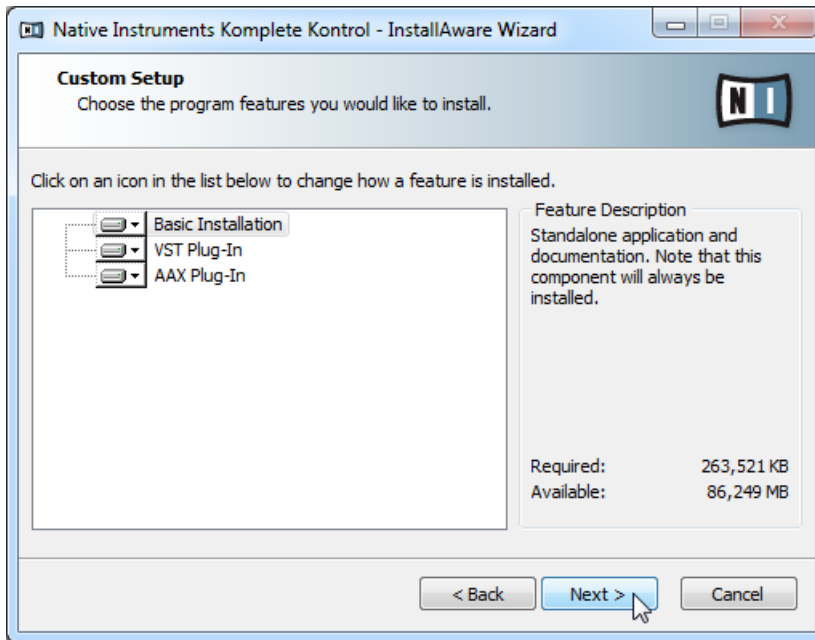 Native Instruments Komplete Kontrol - InstallAware Wizard
Custom Setup
Choose the program features you would like to install.
N I
Click on an icon in the list below to change how a feature is installed.
Basic Installation
VST Plug-In
AAX Plug-In
Feature Description
Standalone application and
documentation. Note that this
component will always be
installed.
Required: 263,521 KB
Available: 86,249 MB
< Back Next > Cancel